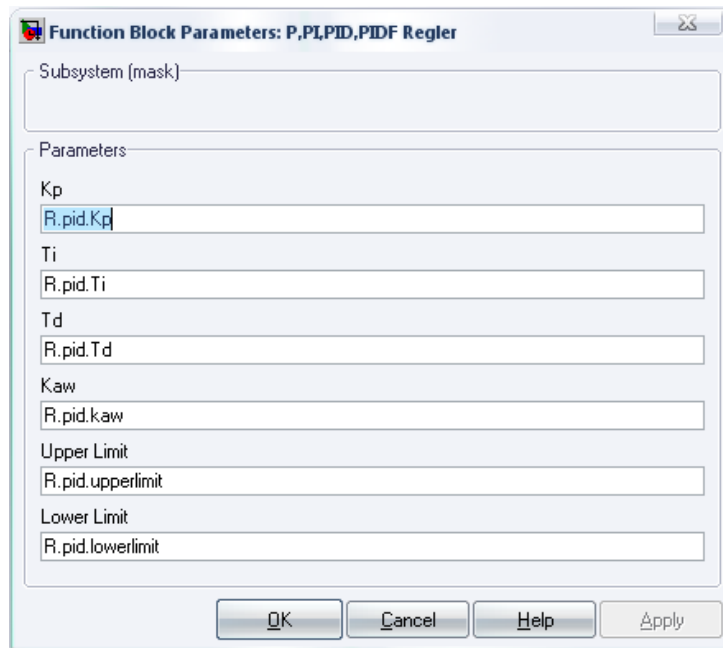 Function Block Parameters: P,PI,PID,PIDF Regler
Subsystem (mask)
Parameters
Kp
R.pid.Kp
Ti
R.pid.Ti
Td
R.pid.Td
Kaw
R.pid.kaw
Upper Limit
R.pid.upperlimit
Lower Limit
R.pid.lowerlimit
OK Cancel Help Apply